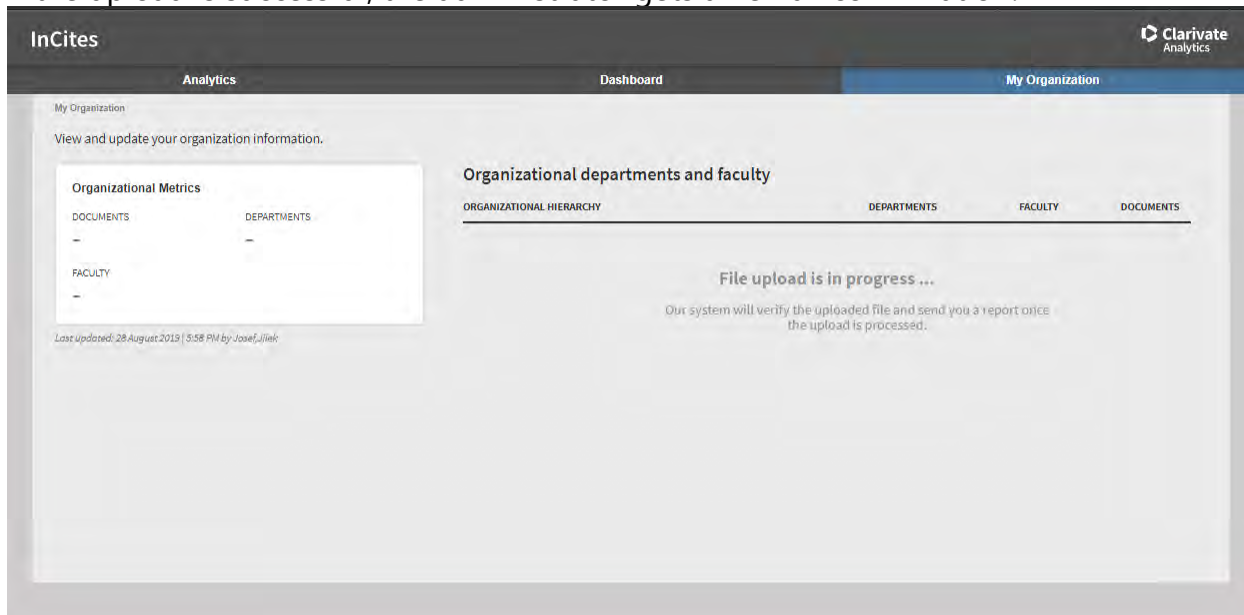 InCites
Clarivate
Analytics
Analytics
Dashboard
My Organization
My Organization
View and update your organization information.
Organizational Metrics
DOCUMENTS
DEPARTMENTS
–
–
FACULTY
–
Last updated: 28 August 2019 | 5:58 PM by Josef, Jilek
Organizational departments and faculty
ORGANIZATIONAL HIERARCHY
DEPARTMENTS
FACULTY
DOCUMENTS
File upload is in progress ...
Our system will verify the uploaded file and send you a report once
the upload is processed.